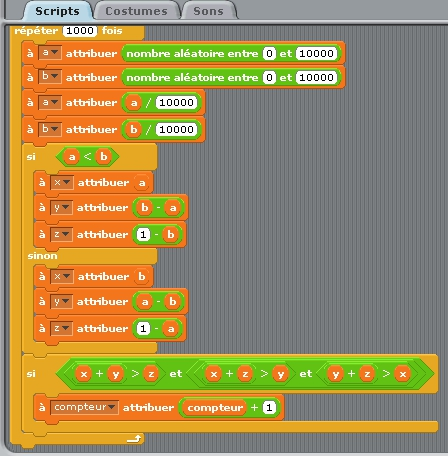 Scripts Costumes Sons
répéter 1000 fois
à a attribuer nombre aléatoire entre 0 et 10000
à b attribuer nombre aléatoire entre 0 et 10000
à a attribuer a / 10000
à b attribuer b / 10000
si a < b
à x attribuer a
à y attribuer b - a
à z attribuer 1 - b
sinon
à x attribuer b
à y attribuer a - b
à z attribuer 1 - a
si x + y > z et x + z > y et y + z > x
à compteur attribuer compteur + 1